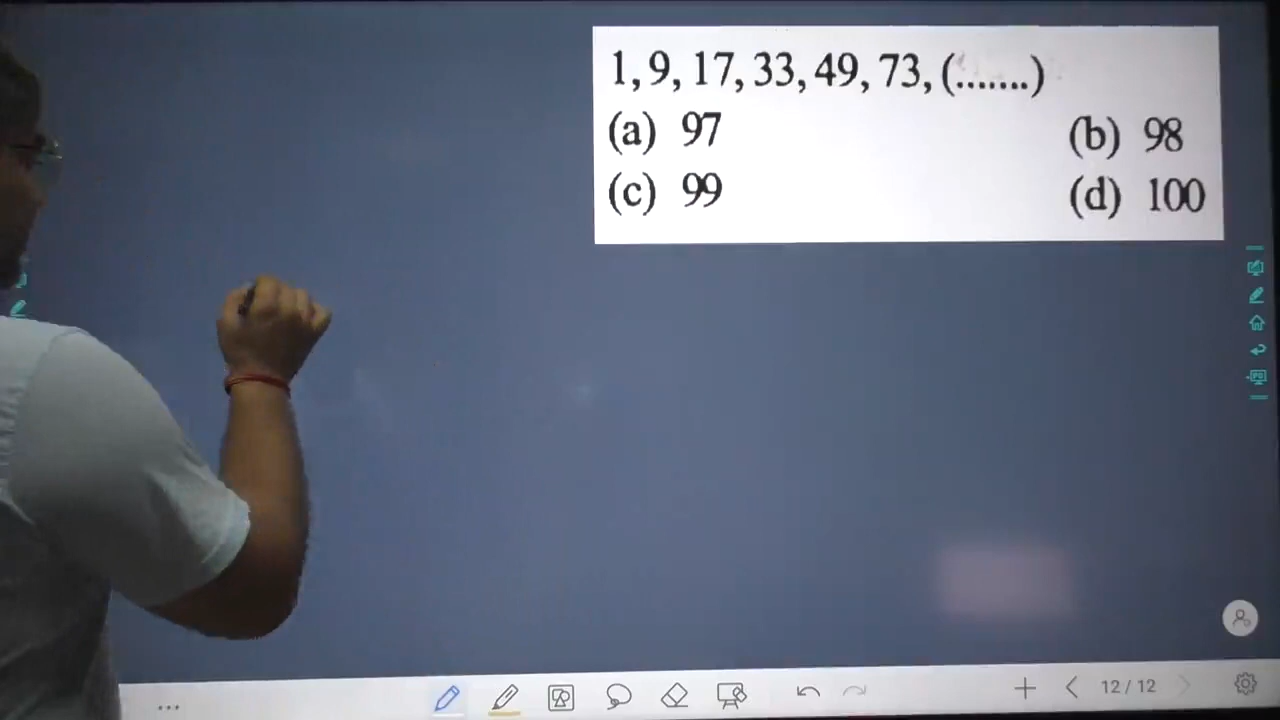 1, 9, 17, 33, 49, 73, (.......)
(a) 97 (b) 98
(c) 99 (d) 100
12/12